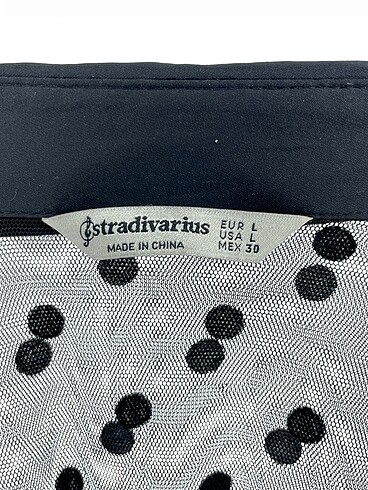 stradivarius
MADE IN CHINA
EUR L
USA L
MEX 30